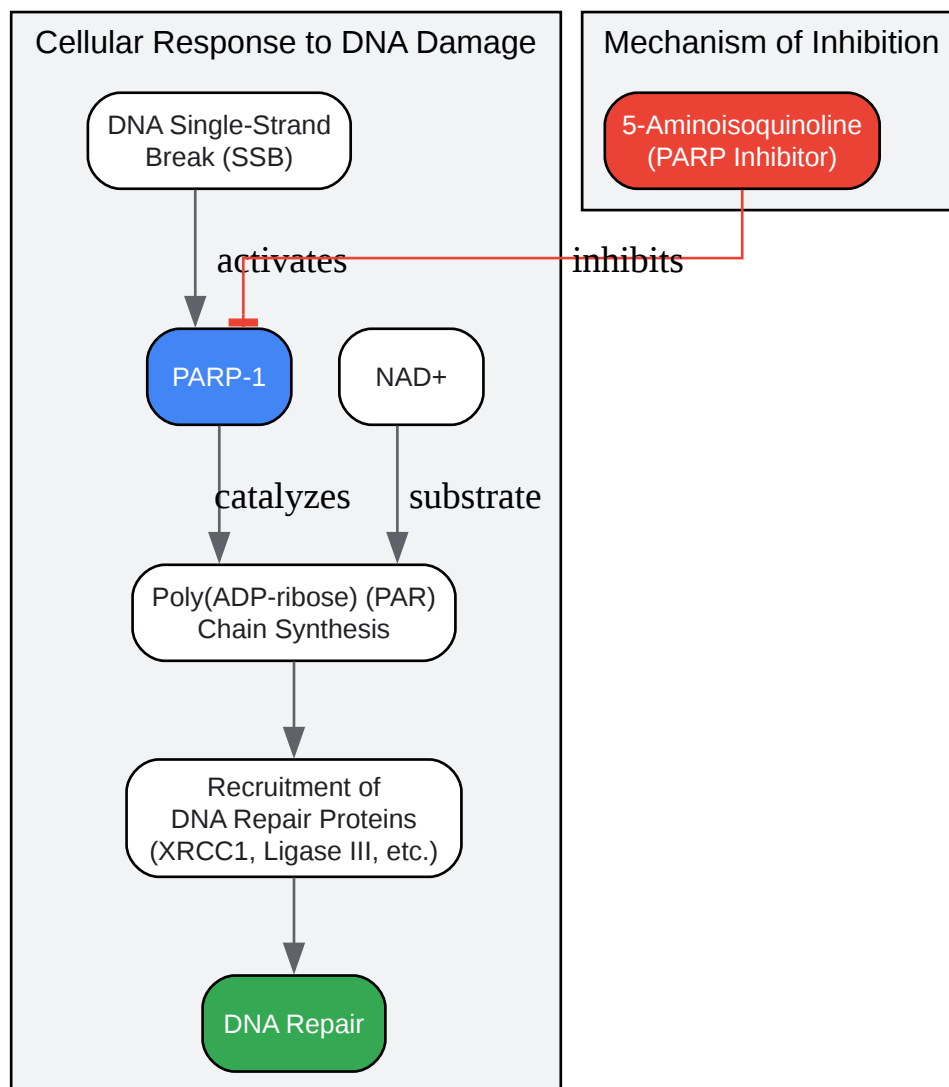 Cellular Response to DNA Damage
Mechanism of Inhibition
DNA Single-Strand
Break (SSB)
5-Aminoisoquinoline
(PARP Inhibitor)
activates
inhibits
PARP-1
NAD+
catalyzes
substrate
Poly(ADP-ribose) (PAR)
Chain Synthesis
Recruitment of
DNA Repair Proteins
(XRCC1, Ligase III, etc.)
DNA Repair